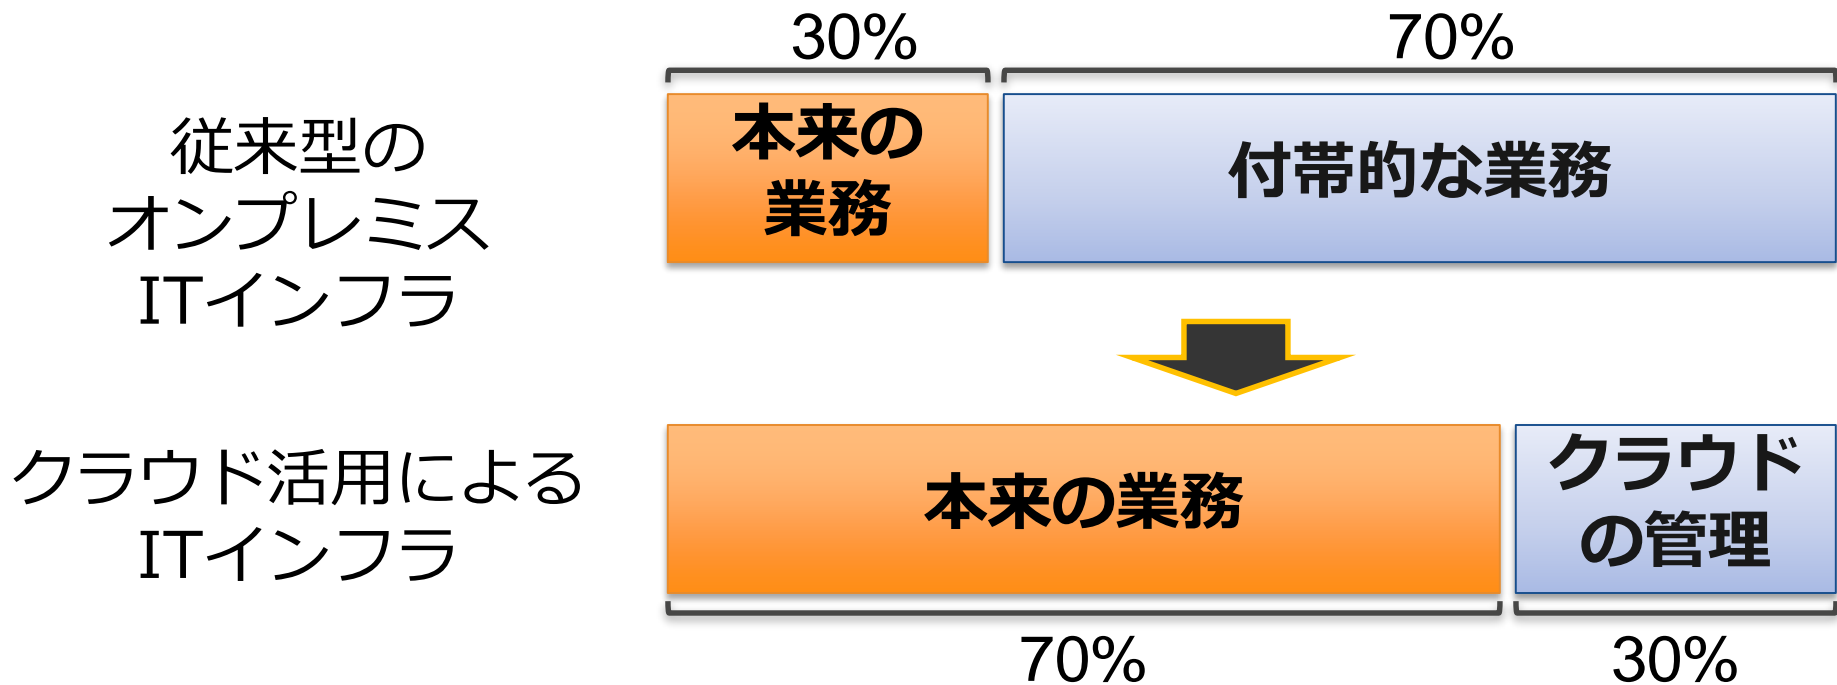 30%
70%
従来型の
オンプレミス
ITインフラ
本来の
業務
付帯的な業務
クラウド活用による
ITインフラ
本来の業務
クラウド
の管理
70%
30%